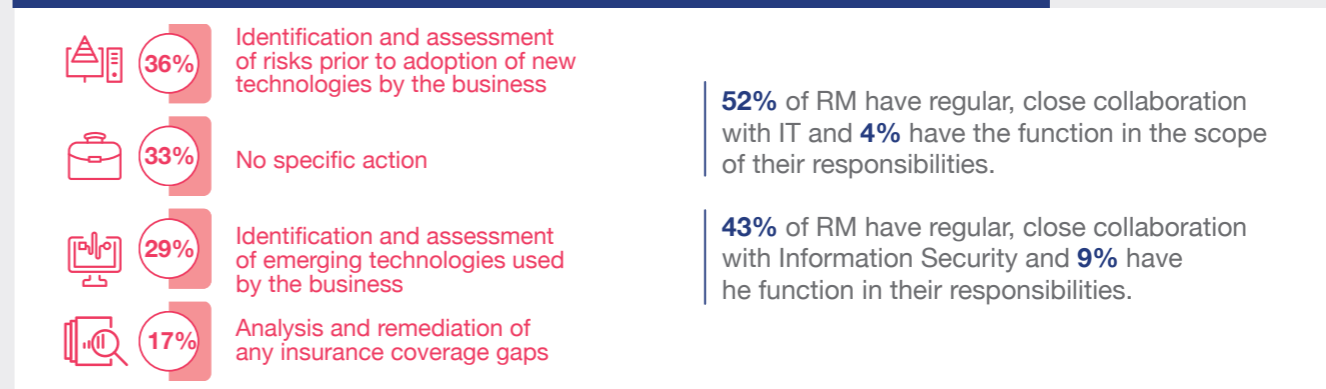 36%
Identification and assessment
of risks prior to adoption of new
technologies by the business
33%
No specific action
29%
Identification and assessment
of emerging technologies used
by the business
17%
Analysis and remediation of
any insurance coverage gaps
52% of RM have regular, close collaboration
with IT and 4% have the function in the scope
of their responsibilities.
43% of RM have regular, close collaboration
with Information Security and 9% have
he function in their responsibilities.